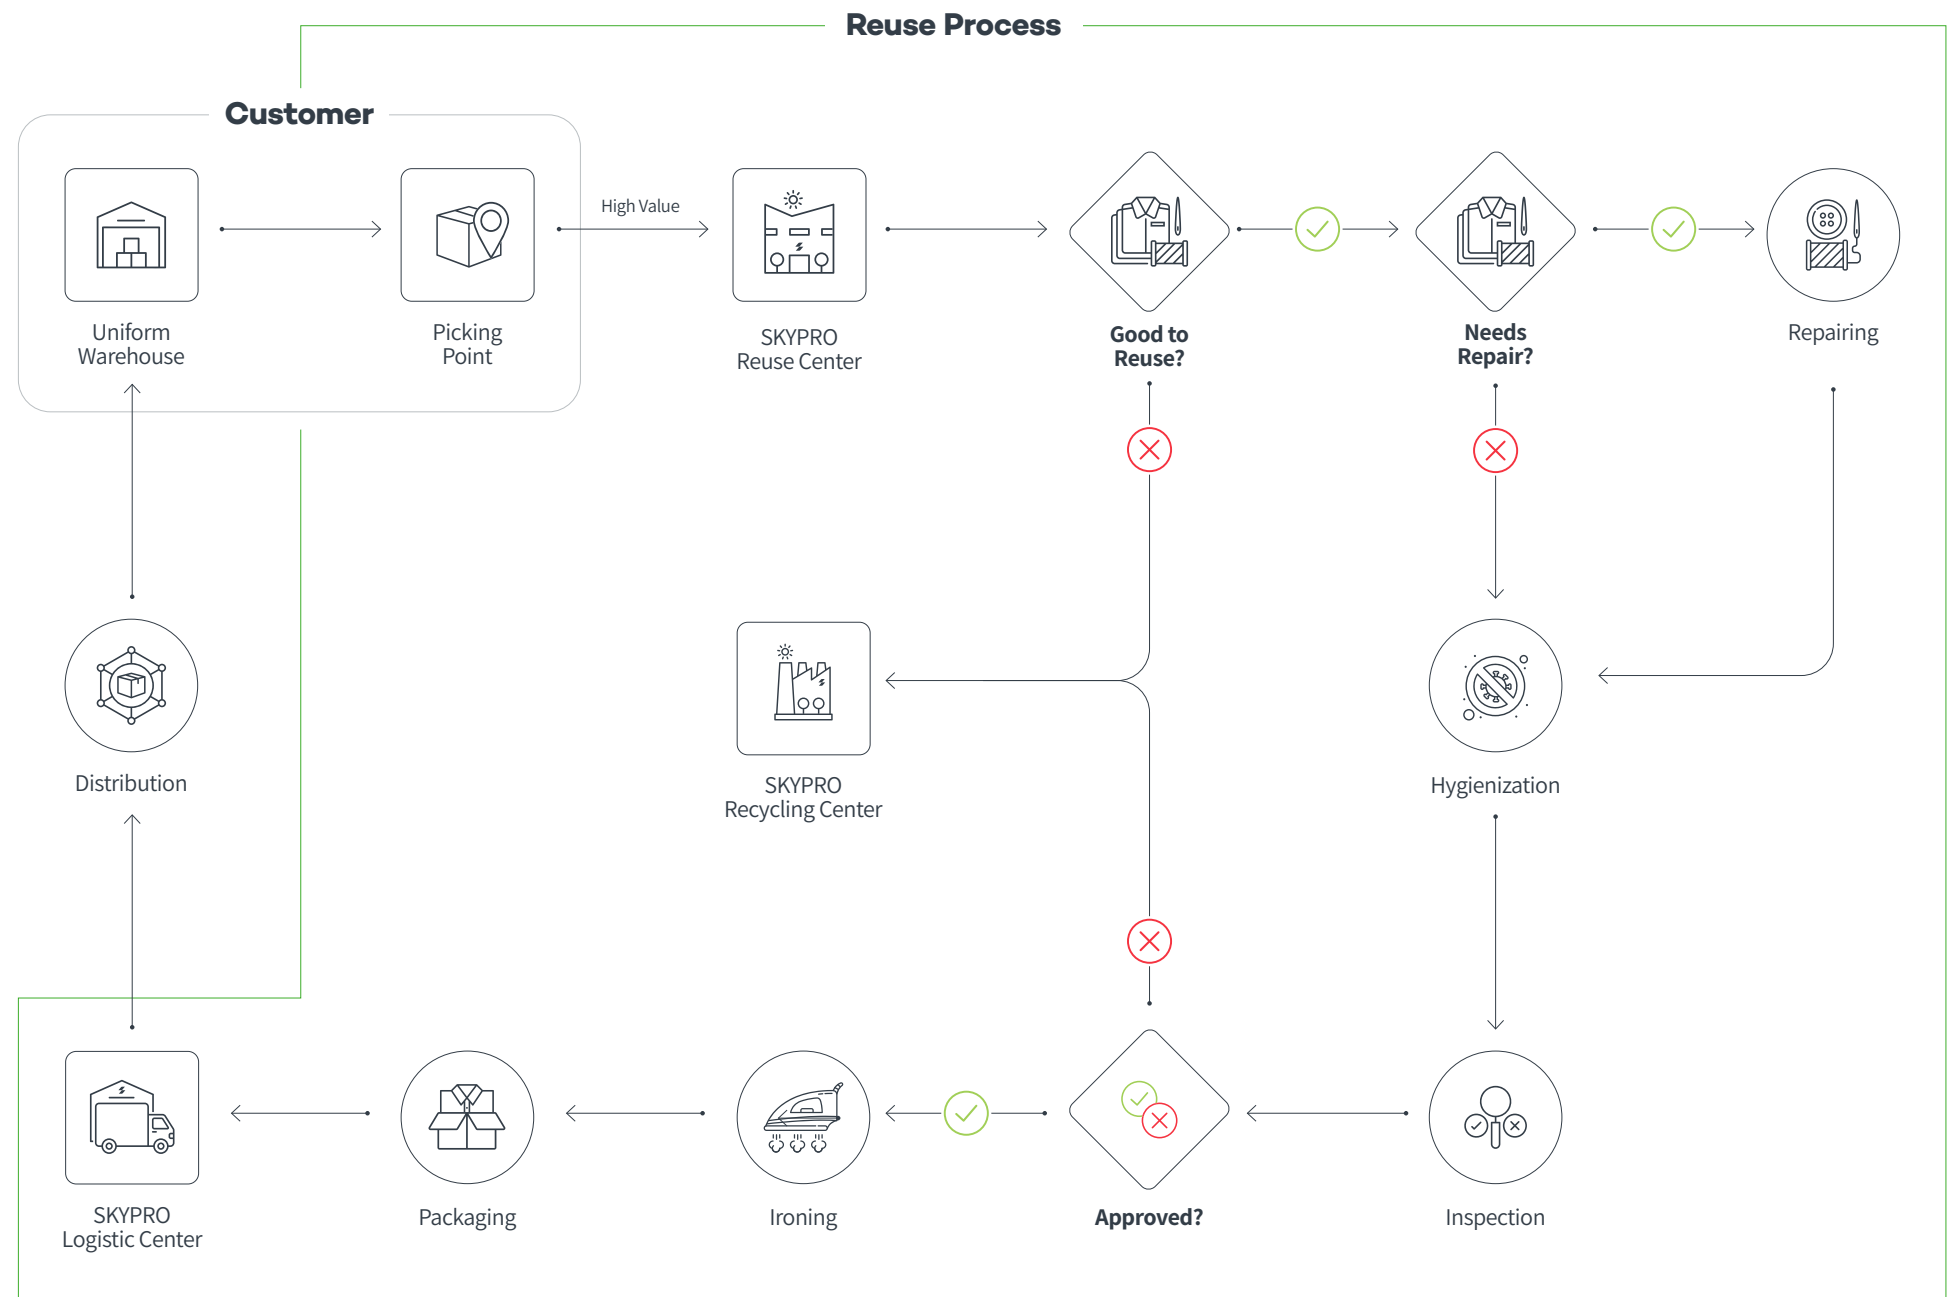 Reuse Process
Customer
High Value
Uniform
Warehouse
Picking
Point
SKYPRO
Reuse Center
Good to
Reuse?
Needs
Repair?
Repairing
Distribution
SKYPRO
Recycling Center
Hygienization
SKYPRO
Logistic Center
Packaging
Ironing
Approved?
Inspection